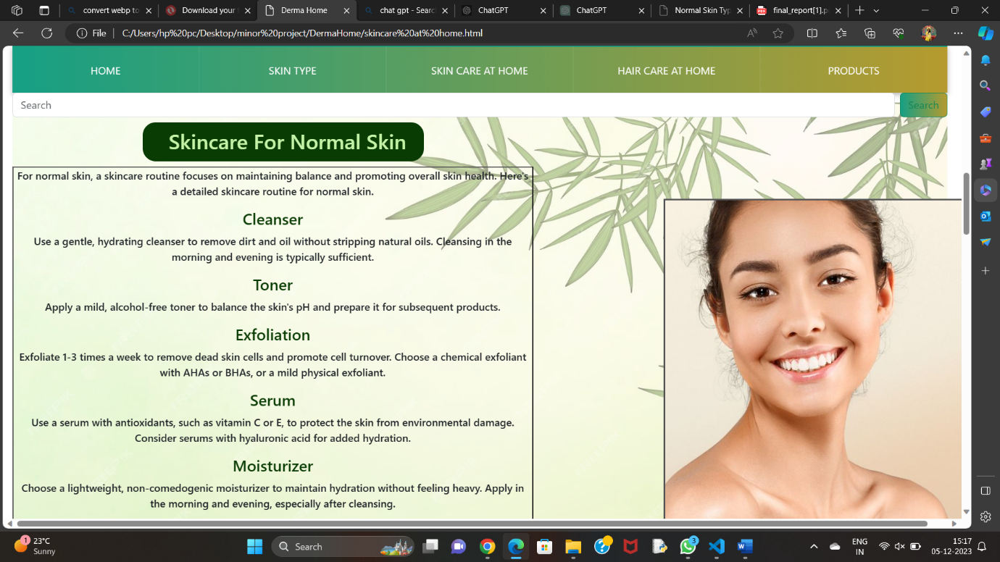 convert webp to
Download your
Derma Home
chat gpt - Search
ChatGPT
ChatGPT
Normal Skin Typ
final_report[1].p
File
C:/Users/hp%20pc/Desktop/minor%20project/DermaHome/skincare%20at%20home.html
HOME
SKIN TYPE
SKIN CARE AT HOME
HAIR CARE AT HOME
PRODUCTS
Search
Search
Skincare For Normal Skin
For normal skin, a skincare routine focuses on maintaining balance and promoting overall skin health. Here's
a detailed skincare routine for normal skin.
Cleanser
Use a gentle, hydrating cleanser to remove dirt and oil without stripping natural oils. Cleansing in the
morning and evening is typically sufficient.
Toner
Apply a mild, alcohol-free toner to balance the skin's pH and prepare it for subsequent products.
Exfoliation
Exfoliate 1-3 times a week to remove dead skin cells and promote cell turnover. Choose a chemical exfoliant
with AHAs or BHAs, or a mild physical exfoliant.
Serum
Use a serum with antioxidants, such as vitamin C or E, to protect the skin from environmental damage.
Consider serums with hyaluronic acid for added hydration.
Moisturizer
Choose a lightweight, non-comedogenic moisturizer to maintain hydration without feeling heavy. Apply in
the morning and evening, especially after cleansing.
1
23°C
Sunny
Search
3
ENG
IN
15:17
05-12-2023